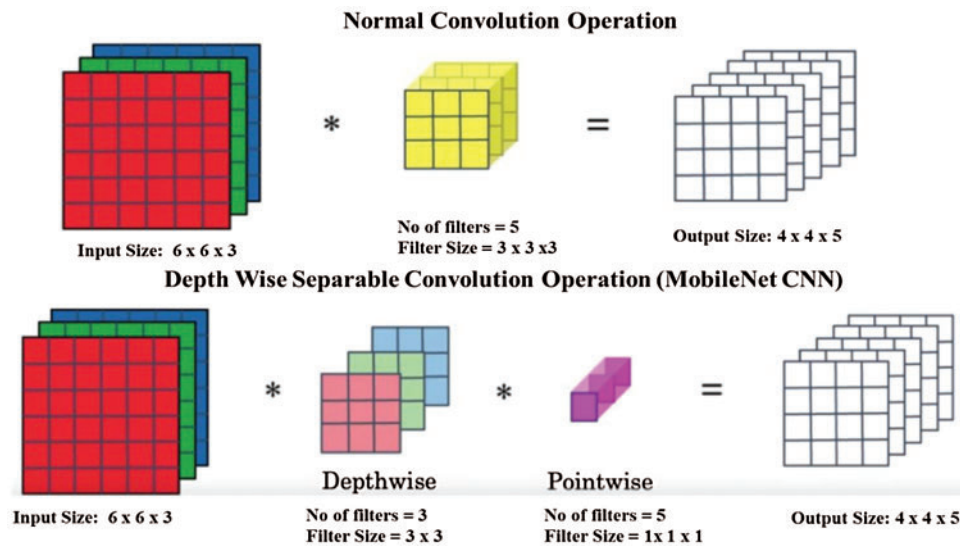 Normal Convolution Operation
*
=
No of filters = 5
Filter Size = 3 x 3 x3
Input Size: 6 x 6 x 3
Output Size: 4 x 4 x 5
Depth Wise Separable Convolution Operation (MobileNet CNN)
*
*
=
Depthwise
Pointwise
Input Size: 6 x 6 x 3
No of filters = 3
Filter Size = 3 x 3
No of filters = 5
Filter Size = 1x 1 x 1
Output Size: 4 x 4 x 5